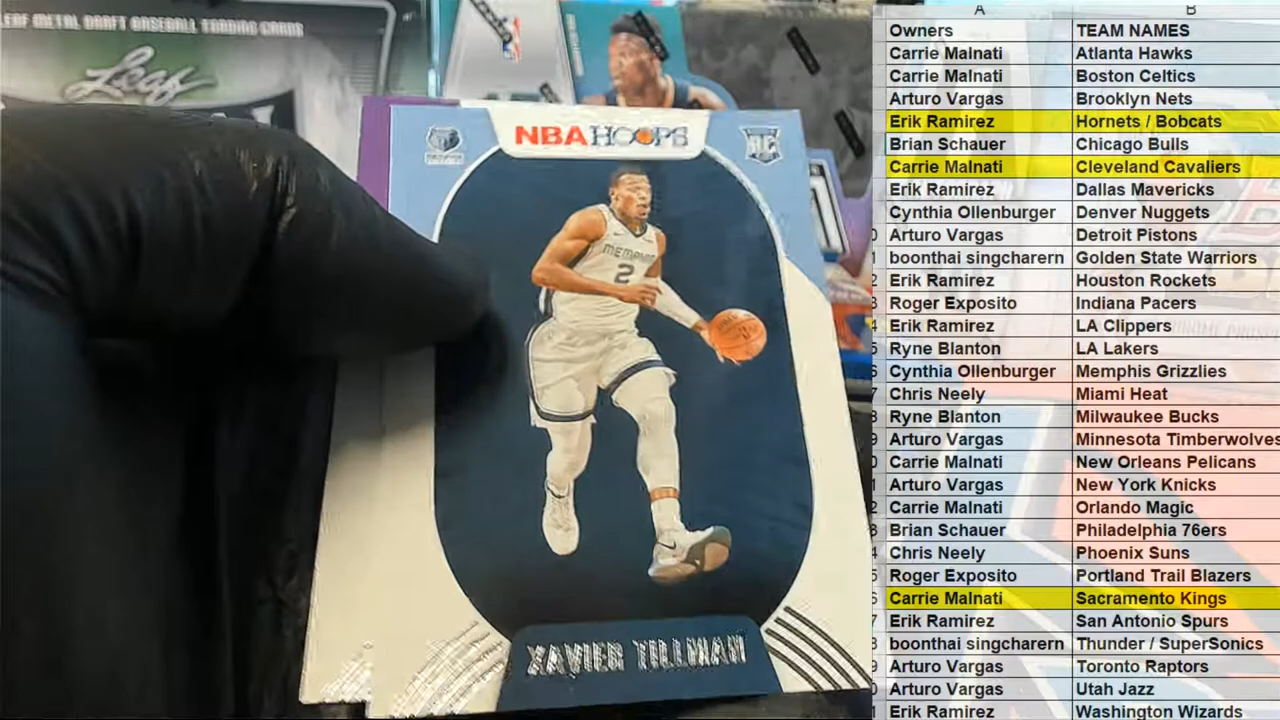 LEAF METAL DRAFT BASEBALL TRADING CARDS
Leaf
NBA HOOPS
RC
MEMPHIS
2
XAVIER TILLMAN
A B
Owners TEAM NAMES
Carrie Malnati Atlanta Hawks
Carrie Malnati Boston Celtics
Arturo Vargas Brooklyn Nets
Erik Ramirez Hornets / Bobcats
Brian Schauer Chicago Bulls
Carrie Malnati Cleveland Cavaliers
Erik Ramirez Dallas Mavericks
Cynthia Ollenburger Denver Nuggets
Arturo Vargas Detroit Pistons
boonthai singcharern Golden State Warriors
Erik Ramirez Houston Rockets
Roger Exposito Indiana Pacers
Erik Ramirez LA Clippers
Ryne Blanton LA Lakers
Cynthia Ollenburger Memphis Grizzlies
Chris Neely Miami Heat
Ryne Blanton Milwaukee Bucks
Arturo Vargas Minnesota Timberwolves
Carrie Malnati New Orleans Pelicans
Arturo Vargas New York Knicks
Carrie Malnati Orlando Magic
Brian Schauer Philadelphia 76ers
Chris Neely Phoenix Suns
Roger Exposito Portland Trail Blazers
Carrie Malnati Sacramento Kings
Erik Ramirez San Antonio Spurs
boonthai singcharern Thunder / SuperSonics
Arturo Vargas Toronto Raptors
Arturo Vargas Utah Jazz
Erik Ramirez Washington Wizards